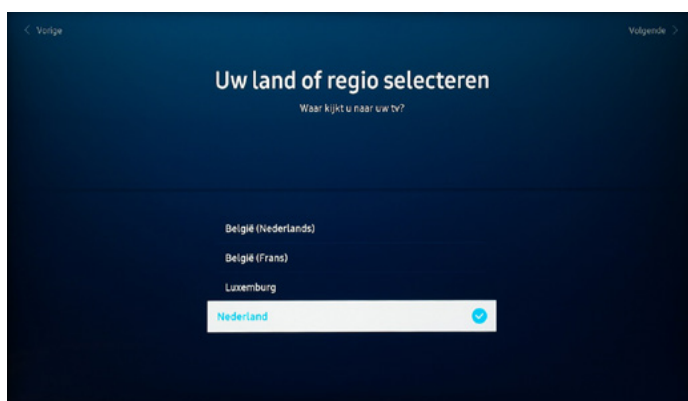 Vorige
Volgende
Uw land of regio selecteren
Waar kijkt u naar uw tv?
België (Nederlands)
België (Frans)
Luxemburg
Nederland